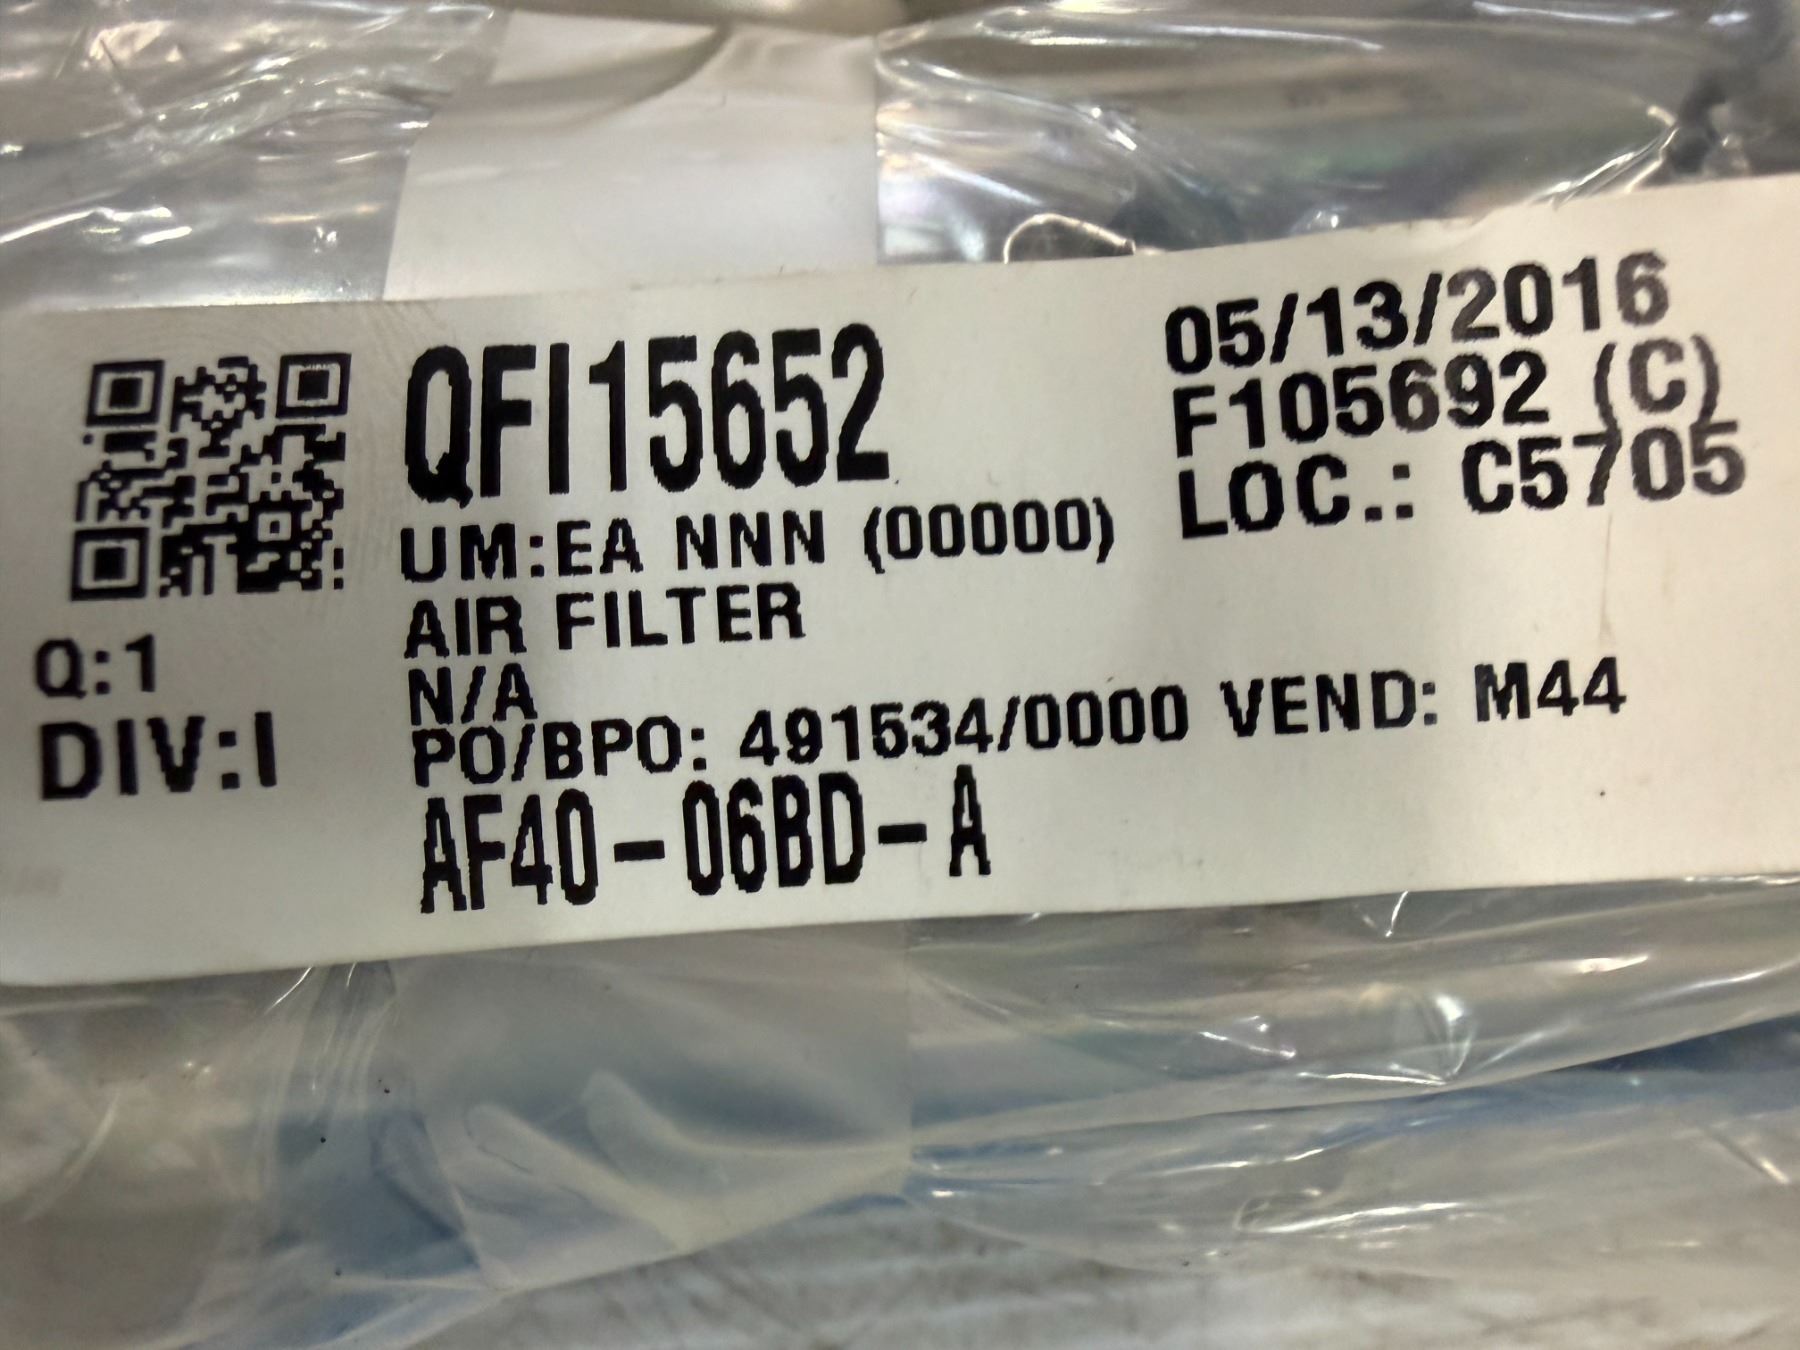 QFI15652
05/13/2016
F105692 (C)
LOC.: C5705
UM:EA NNN (00000)
AIR FILTER
Q:1
N/A
DIV:I
PO/BPO: 491534/0000 VEND: M44
AF40-06BD-A